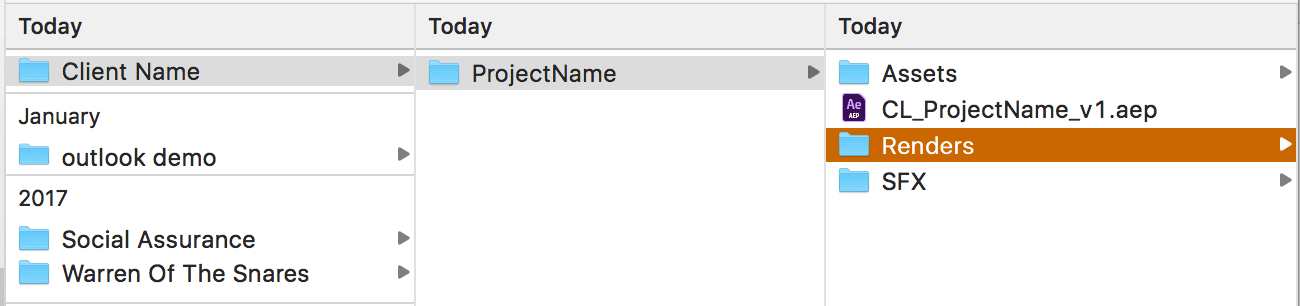 Today
Client Name
January
outlook demo
2017
Social Assurance
Warren Of The Snares
Today
ProjectName
Today
Assets
Ae
AEP
CL_ProjectName_v1.aep
Renders
SFX